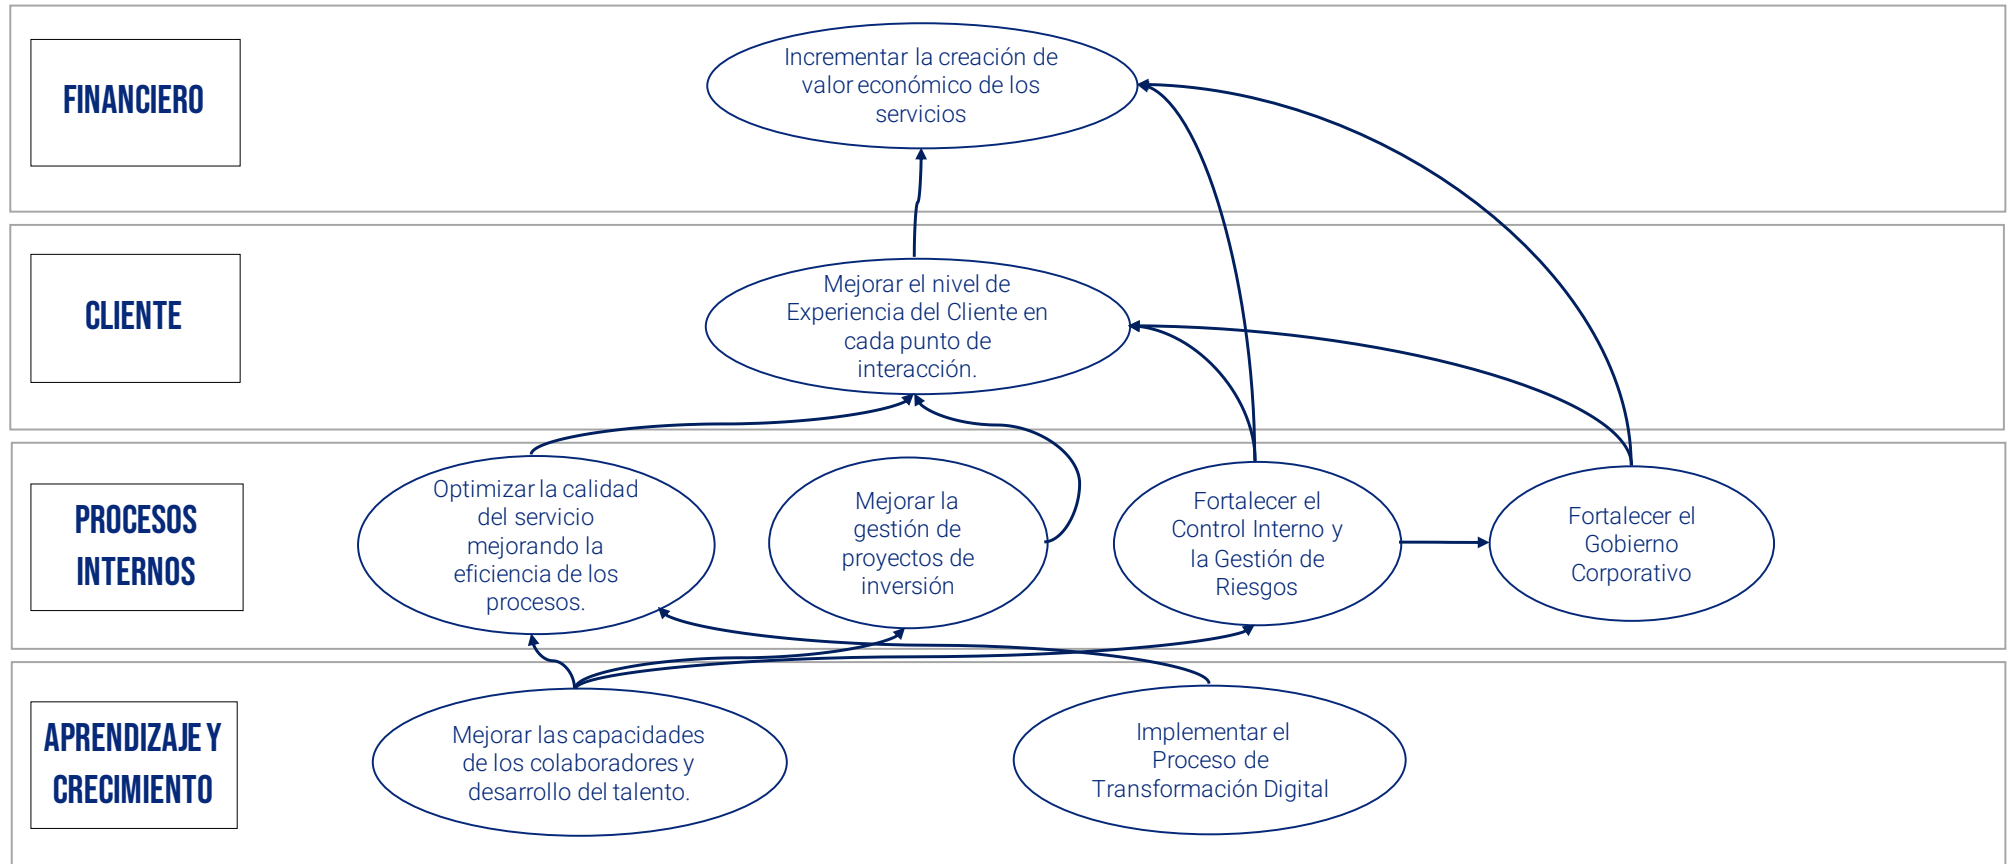 FINANCIERO
Incrementar la creación de
valor económico de los
servicios
CLIENTE
Mejorar el nivel de
Experiencia del Cliente en
cada punto de
interacción.
PROCESOS
INTERNOS
Optimizar la calidad
del servicio
mejorando la
eficiencia de los
procesos.
Mejorar la
gestión de
proyectos de
inversión
Fortalecer el
Control Interno y
la Gestión de
Riesgos
Fortalecer el
Gobierno
Corporativo
APRENDIZAJE Y
CRECIMIENTO
Mejorar las capacidades
de los colaboradores y
desarrollo del talento.
Implementar el
Proceso de
Transformación Digital